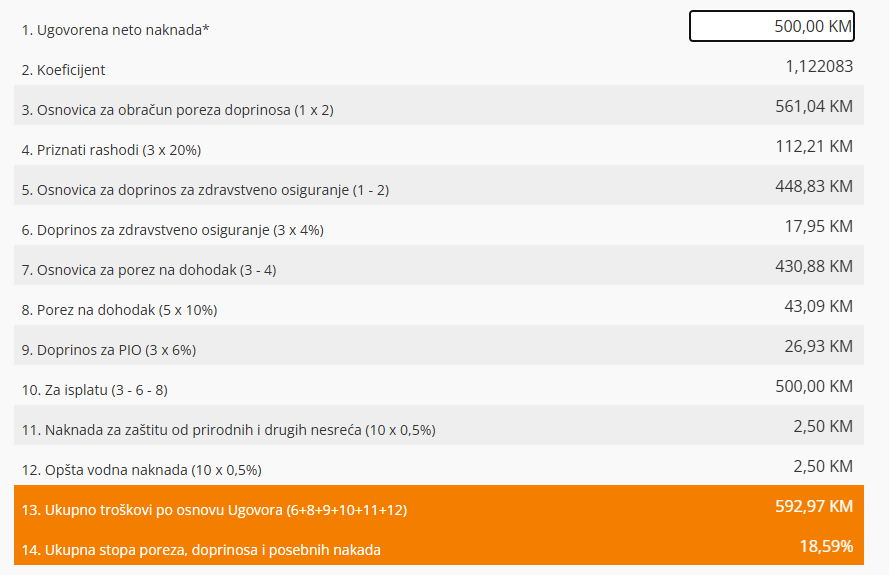 1. Ugovorena neto naknada* 500,00 KM
2. Koeficijent 1,122083
3. Osnovica za obračun poreza doprinosa (1 x 2) 561,04 KM
4. Priznati rashodi (3 x 20%) 112,21 KM
5. Osnovica za doprinos za zdravstveno osiguranje (1 - 2) 448,83 KM
6. Doprinos za zdravstveno osiguranje (3 x 4%) 17,95 KM
7. Osnovica za porez na dohodak (3 - 4) 430,88 KM
8. Porez na dohodak (5 x 10%) 43,09 KM
9. Doprinos za PIO (3 x 6%) 26,93 KM
10. Za isplatu (3 - 6 - 8) 500,00 KM
11. Naknada za zaštitu od prirodnih i drugih nesreća (10 x 0,5%) 2,50 KM
12. Opšta vodna naknada (10 x 0,5%) 2,50 KM
13. Ukupno troškovi po osnovu Ugovora (6+8+9+10+11+12) 592,97 KM
14. Ukupna stopa poreza, doprinosa i posebnih nakada 18,59%